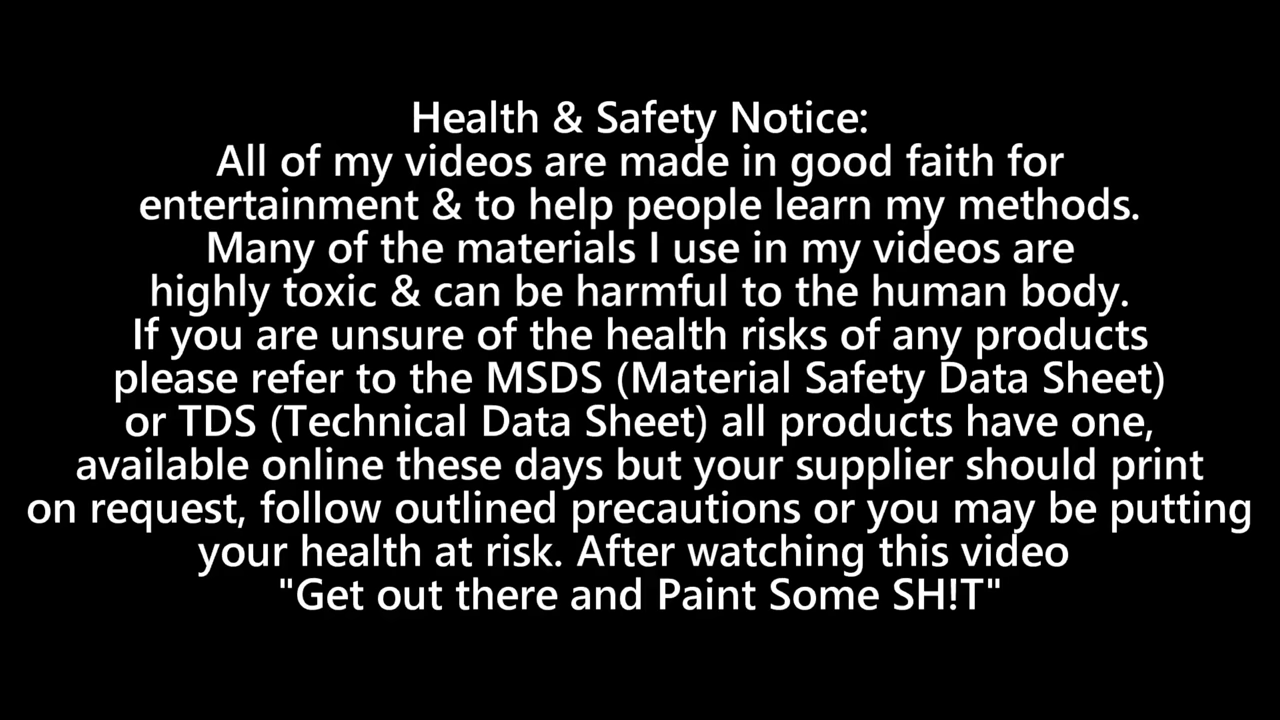 Health & Safety Notice:
All of my videos are made in good faith for
entertainment & to help people learn my methods.
Many of the materials I use in my videos are
highly toxic & can be harmful to the human body.
If you are unsure of the health risks of any products
please refer to the MSDS (Material Safety Data Sheet)
or TDS (Technical Data Sheet) all products have one,
available online these days but your supplier should print
on request, follow outlined precautions or you may be putting
your health at risk. After watching this video
"Get out there and Paint Some SH!T"